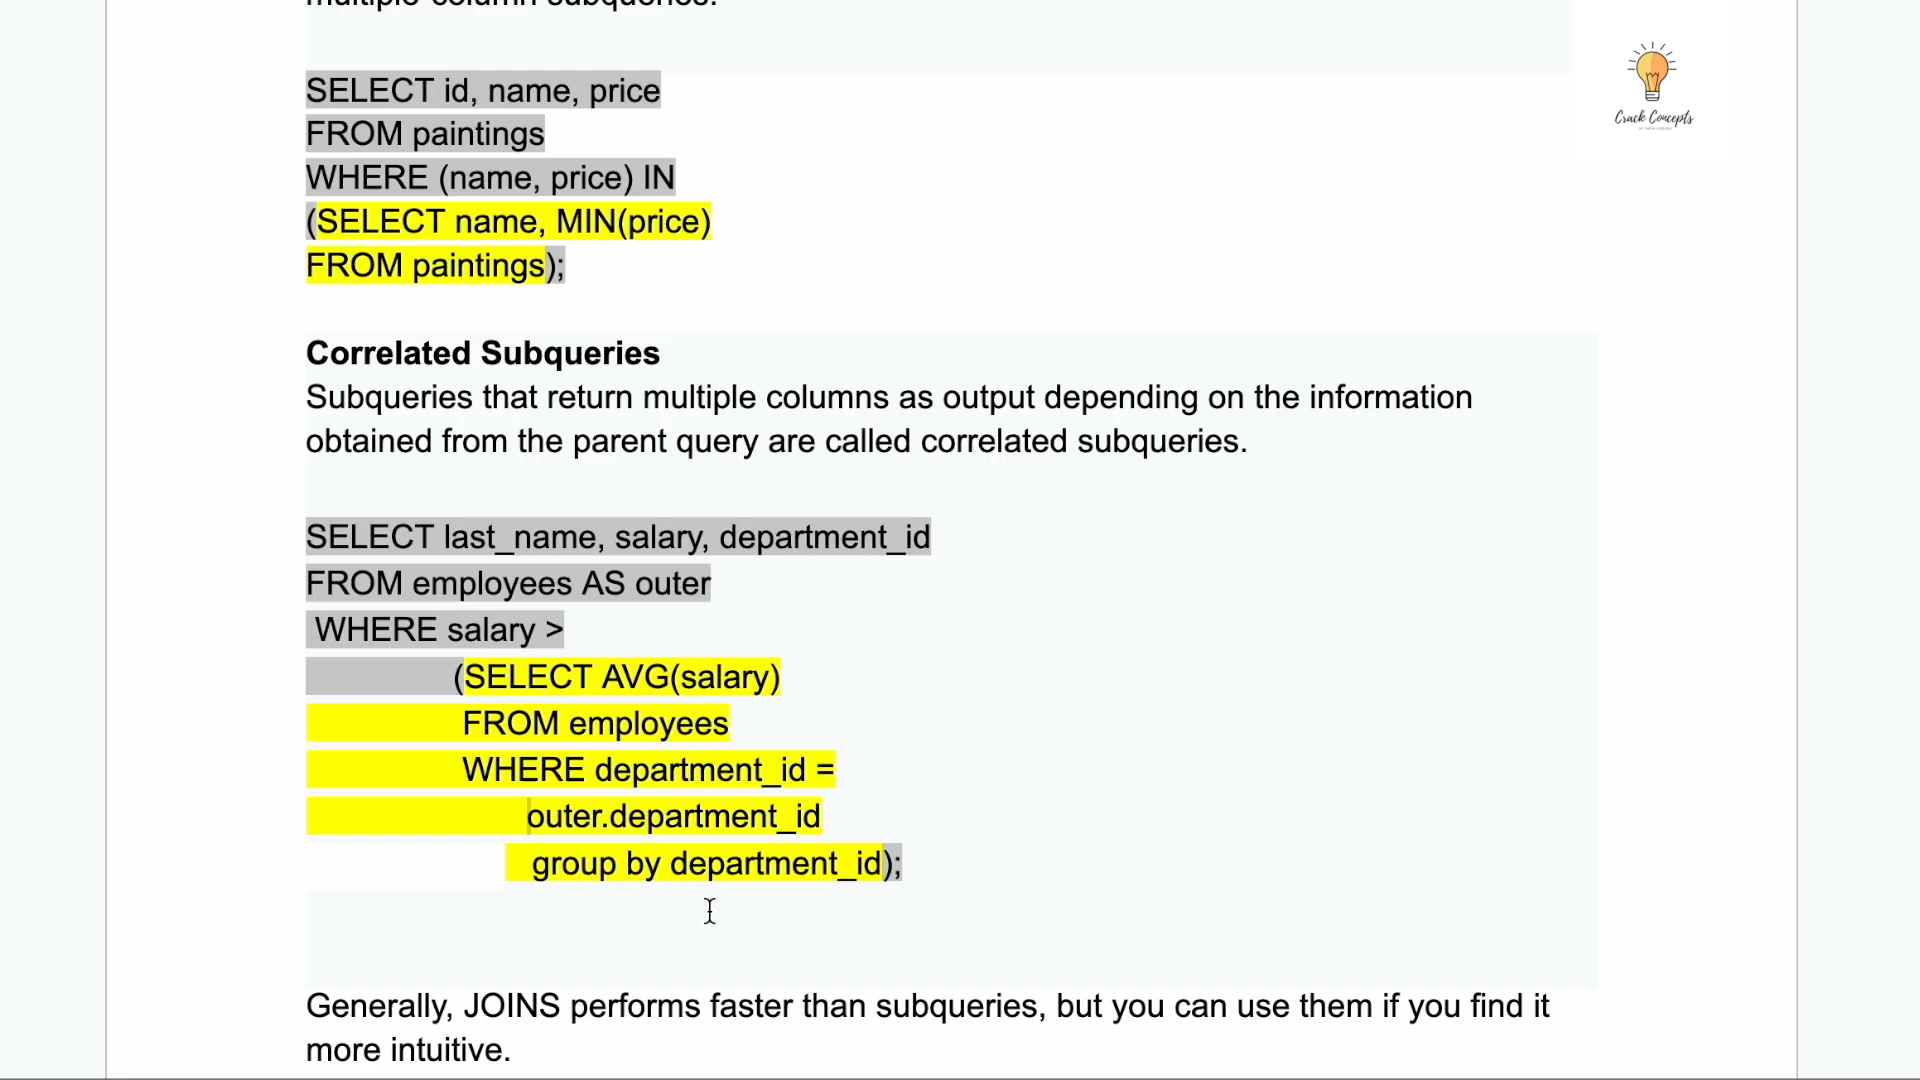 multiple-column subqueries.
SELECT id, name, price
FROM paintings
WHERE (name, price) IN
(SELECT name, MIN(price)
FROM paintings);
Crack Concepts
Correlated Subqueries
Subqueries that return multiple columns as output depending on the information
obtained from the parent query are called correlated subqueries.
SELECT last_name, salary, department_id
FROM employees AS outer
WHERE salary >
(SELECT AVG(salary)
FROM employees
WHERE department_id =
outer.department_id
group by department_id);
Generally, JOINS performs faster than subqueries, but you can use them if you find it
more intuitive.